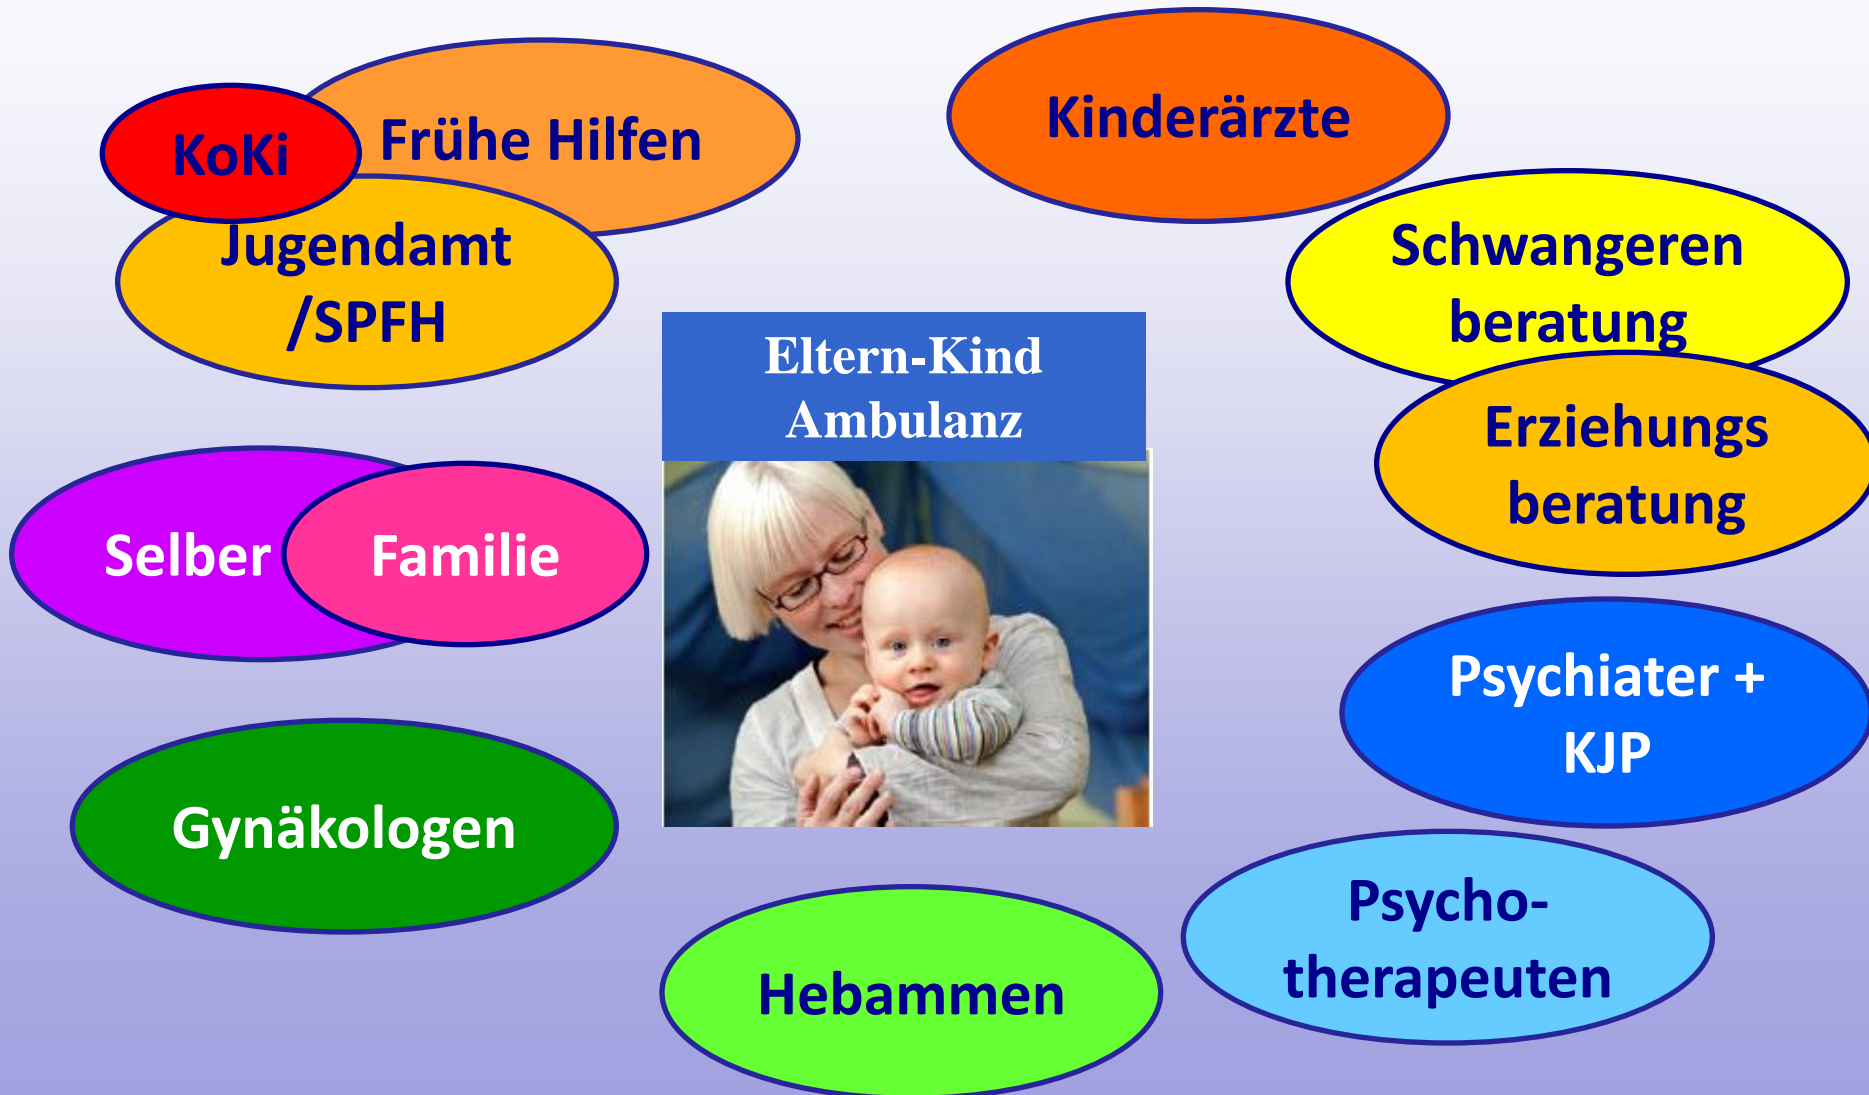 Kinderärzte
KoKi
Frühe Hilfen
Jugendamt
/SPFH
Schwangeren
beratung
Eltern-Kind
Ambulanz
Erziehungs
beratung
Selber
Familie
Psychiater +
KJP
Gynäkologen
Psycho-
therapeuten
Hebammen